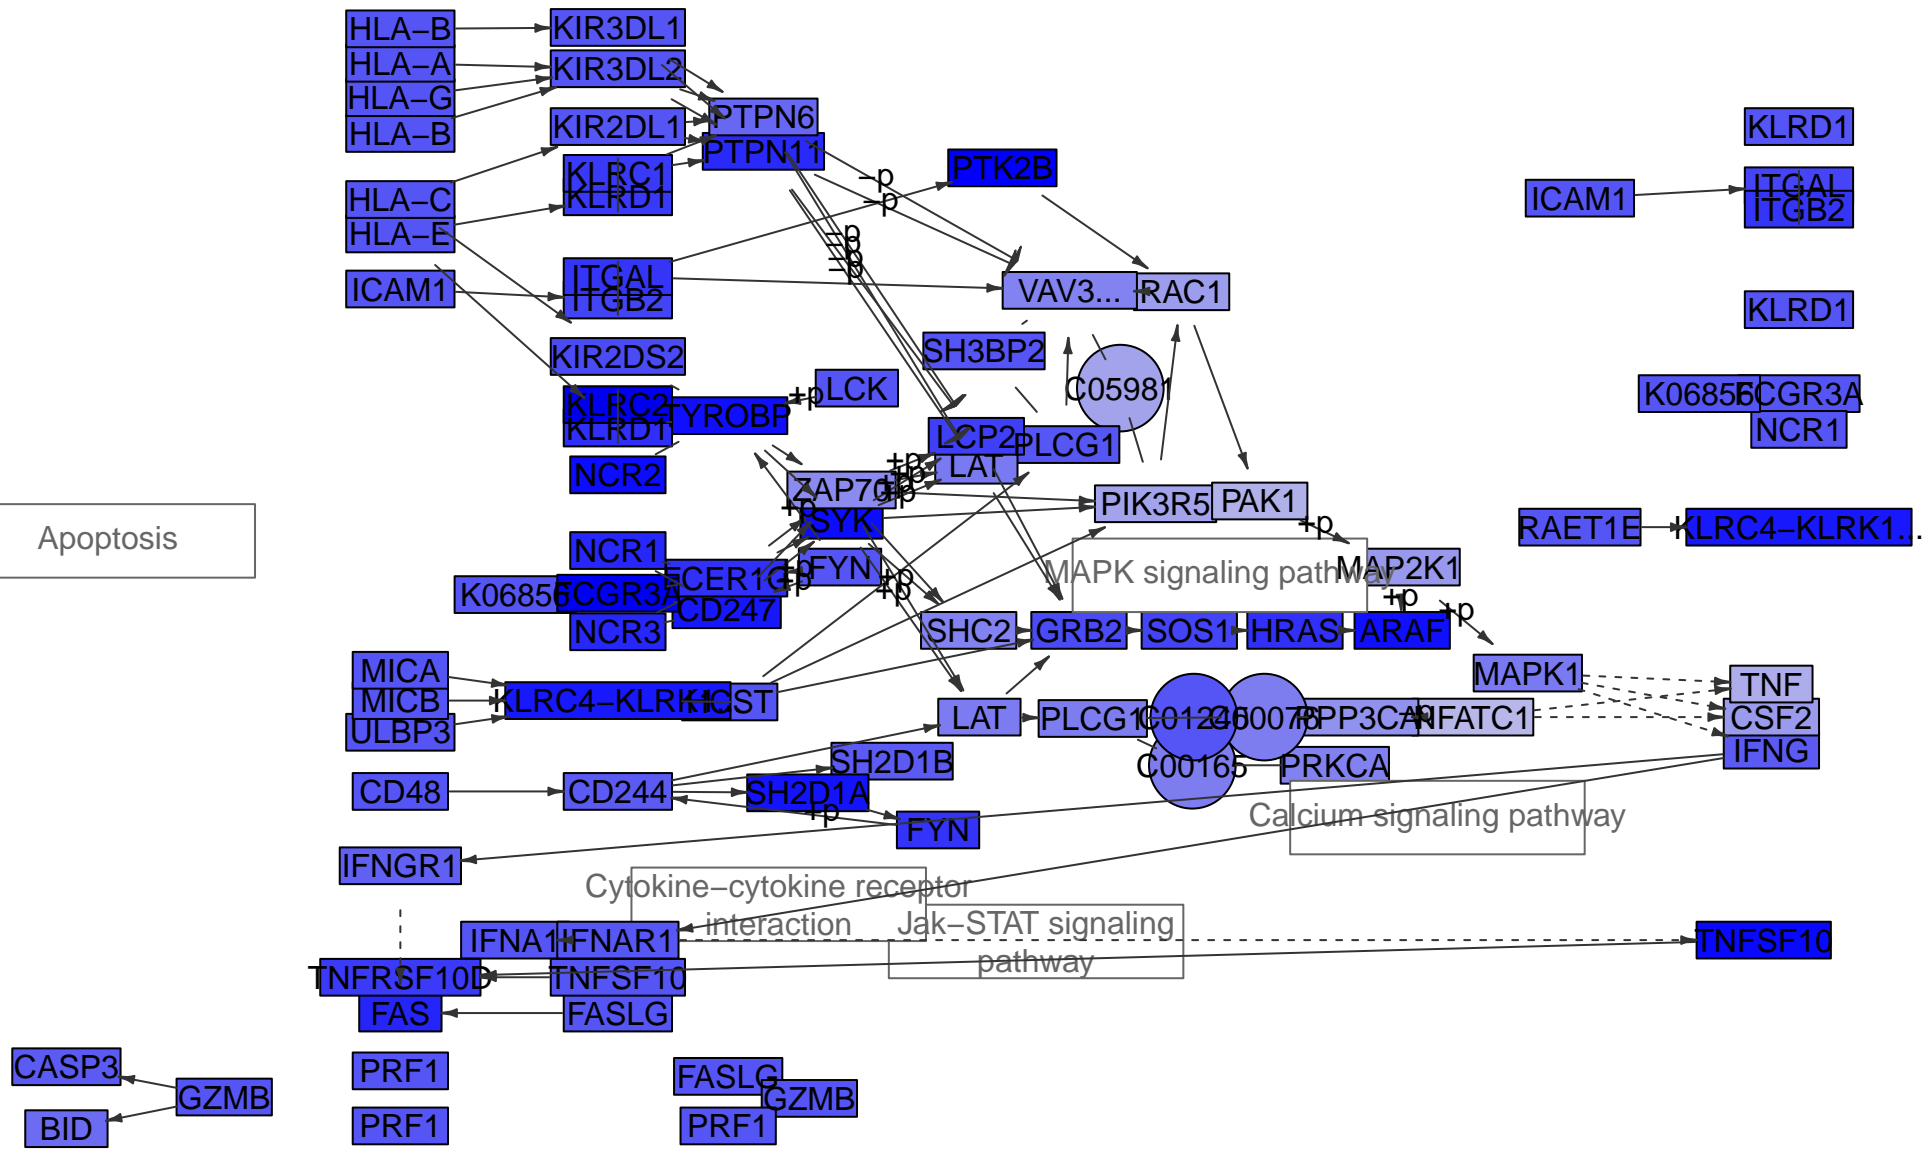 HLA−B
KIR3DL1
HLA−A
KIR3DL2
HLA−G
HLA−B
PTPN6
KIR2DL1
KLRD1
PTPN11
PTK2B
KLRC1
−p
ITGAL
KLRD1
HLA−C
−p
ICAM1
ITGB2
HLA−E
−p
−p
−p
−p
ITGAL
ICAM1
ITGB2
VAV3...
RAC1
KLRD1
SH3BP2
KIR2DS2
LCK
C05981
+p
KLRC2
TYROBP
K06856
FCGR3A
KLRD1
LCP2
PLCG1
NCR1
LAT
+p
+p
+p
NCR2
ZAP70
+p
PIK3R5
PAK1
+p
SYK
+p
RAET1E
KLRC4−KLRK1...
Apoptosis
NCR1
FCER1G
+p
FYN
+p
MAPK signaling pathway
MAP2K1
K06856
FCGR3A
+p
+p
+p
+p
CD247
NCR3
SHC2
GRB2
SOS1
HRAS
ARAF
MICA
MAPK1
TNF
MICB
KLRC4−KLRK1
HCST
ULBP3
LAT
PLCG1
C01245
C00076
PPP3CA
NFATC1
CSF2
IFNG
SH2D1B
C00165
PRKCA
CD48
CD244
SH2D1A
+p
FYN
Calcium signaling pathway
IFNGR1
Cytokine−cytokine receptor
interaction
Jak−STAT signaling
pathway
IFNA1
IFNAR1
TNFSF10
TNFRSF10D
TNFSF10
FAS
FASLG
CASP3
PRF1
FASLG
GZMB
GZMB
BID
PRF1
PRF1